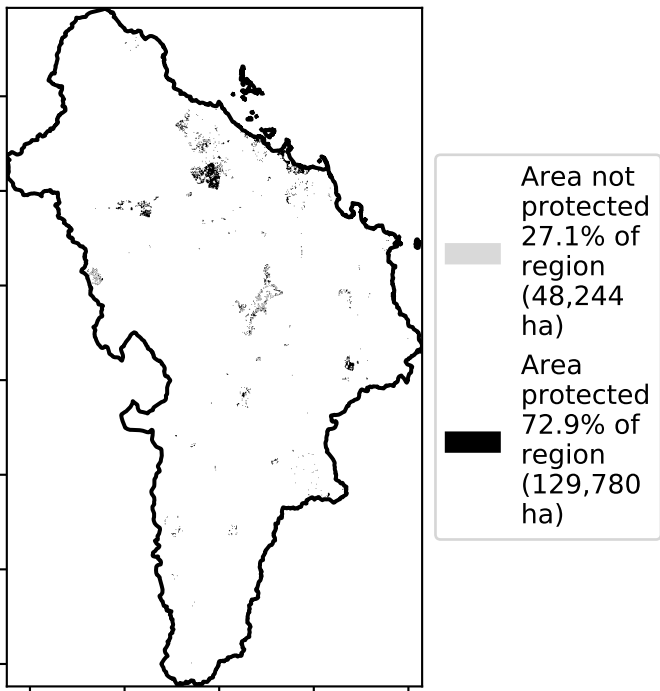 Area not
protected
27.1% of
region
(48,244
ha)
Area
protected
72.9% of
region
(129,780
ha)